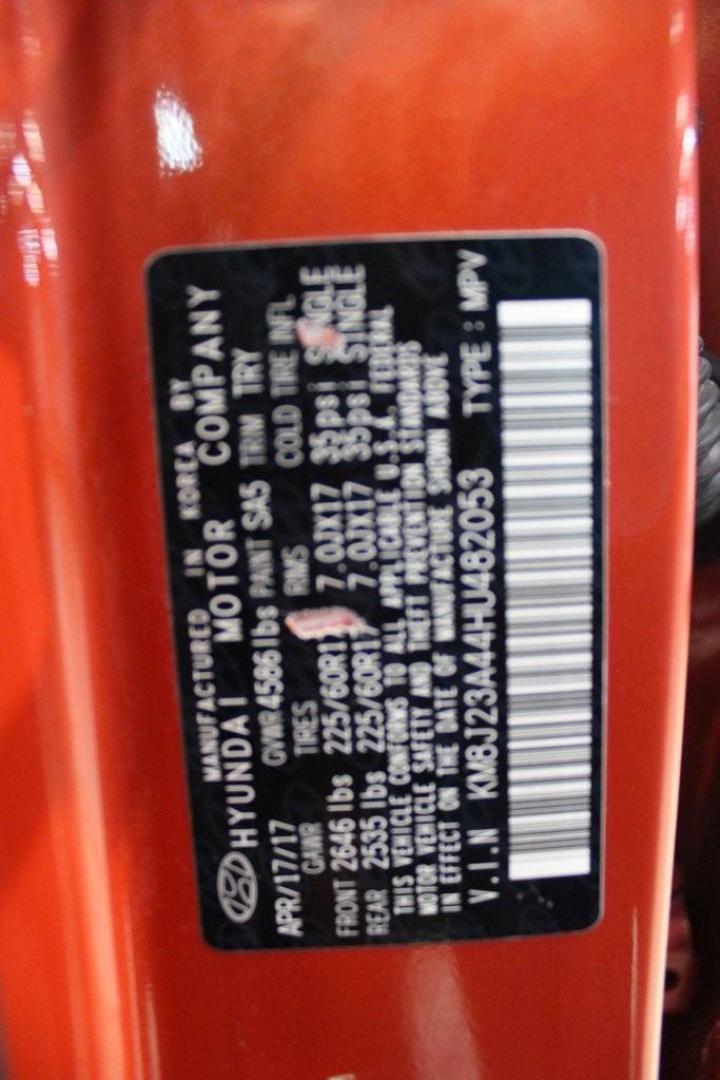 MANUFACTURED IN KOREA BY
HYUNDAI MOTOR COMPANY
APR/17/17 GVWR 4586 lbs PAINT SA5 TRIM TRY
GAWR TIRES RIMS COLD TIRE INFL
FRONT 2646 lbs 225/60R17 7.0JX17 35psi SINGLE
REAR 2535 lbs 225/60R17 7.0JX17 35psi SINGLE
THIS VEHICLE CONFORMS TO ALL APPLICABLE U.S.A. FEDERAL
MOTOR VEHICLE SAFETY AND THEFT PREVENTION STANDARDS
IN EFFECT ON THE DATE OF MANUFACTURE SHOWN ABOVE
V.I.N KM8J23A44HU482053 TYPE : MPV